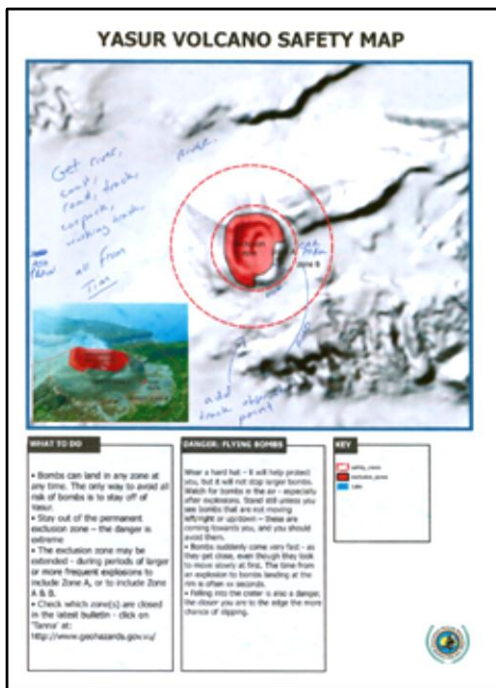 YASUR VOLCANO SAFETY MAP
Get river,
coast,
road, track,
carpark,
all from
Tim
zone B
add
track observation
point
WHAT TO DO
• Bombs can land in any zone at
any time. The only way to avoid all
risk of bombs is to stay off of
Yasur.
• Stay out of the permanent
exclusion zone – the danger is
extreme
• The exclusion zone may be
extended - during periods of larger
or more frequent explosions to
include Zone A, or to include Zone
A & B.
• Check which zone(s) are closed
in the latest bulletin - click on
'Tanna' at:
http://www.geohazards.gov.vu/
DANGER: FLYING BOMBS
Wear a hard hat – it will help protect
you, but it will not stop larger bombs.
Watch for bombs in the air - especially
after explosions. Stand still unless you
see bombs that are not moving
left/right or up/down – these are
coming towards you, and you should
avoid them.
• Bombs suddenly come very fast - as
they get close, even though they look
to move slowly at first. The time from
an explosion to bombs landing at the
rim is often xx seconds.
• Falling into the crater is also a danger,
the closer you are to the edge the more
chance of slipping.
KEY
safety_zones
exclusion_zones